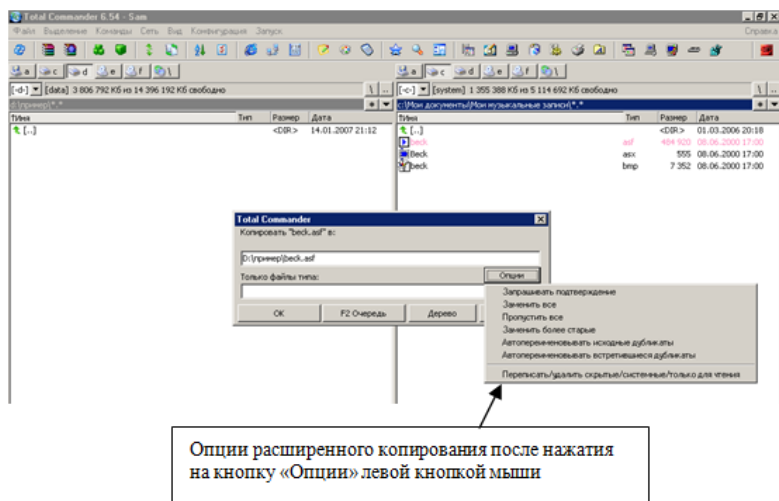 Total Commander 6.54 - Sam
Файл Выделение Команды Сеть Вид Конфигурация Запуск Справка
a c d e f \
a c d e f \
[-d-] [data] 3 806 792 Кб из 14 396 192 Кб свободно \ ..
[-c-] [system] 1 355 388 Кб из 5 114 692 Кб свободно \ ..
d:\пример\*.*
c:\Мои документы\Мои музыкальные записи\*.*
Имя Тип Размер Дата
Имя Тип Размер Дата
[..] <DIR> 14.01.2007 21:12
[..] <DIR> 01.03.2006 20:18
beck asf 484 920 08.06.2000 17:00
Beck asx 555 08.06.2000 17:00
beck bmp 7 352 08.06.2000 17:00
Total Commander
Копировать "beck.asf" в:
D:\пример\beck.asf
Только файлы типа:
Опции
OK F2 Очередь Дерево
Запрашивать подтверждение
Заменить все
Пропустить все
Заменить более старые
Автопереименовывать исходные дубликаты
Автопереименовывать встретившиеся дубликаты
Переписать/удалить скрытые/системные/только для чтения
Опции расширенного копирования после нажатия
на кнопку «Опции» левой кнопкой мыши